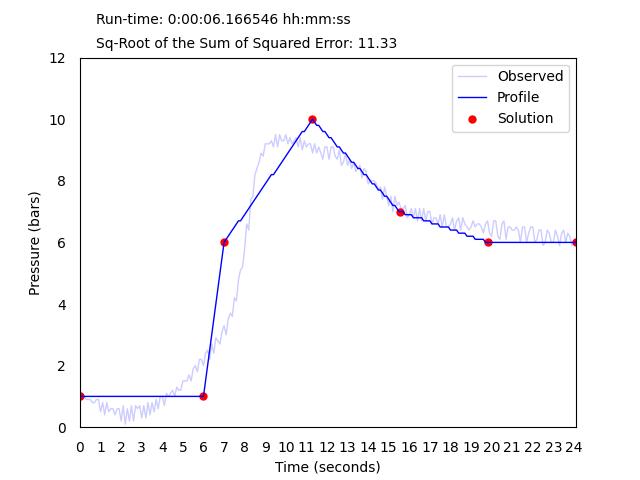 Run-time: 0:00:06.166546 hh:mm:ss
Sq-Root of the Sum of Squared Error: 11.33
12
10
8
6
4
2
0
Pressure (bars)
Observed
Profile
Solution
0 1 2 3 4 5 6 7 8 9 10 11 12 13 14 15 16 17 18 19 20 21 22 23 24
Time (seconds)